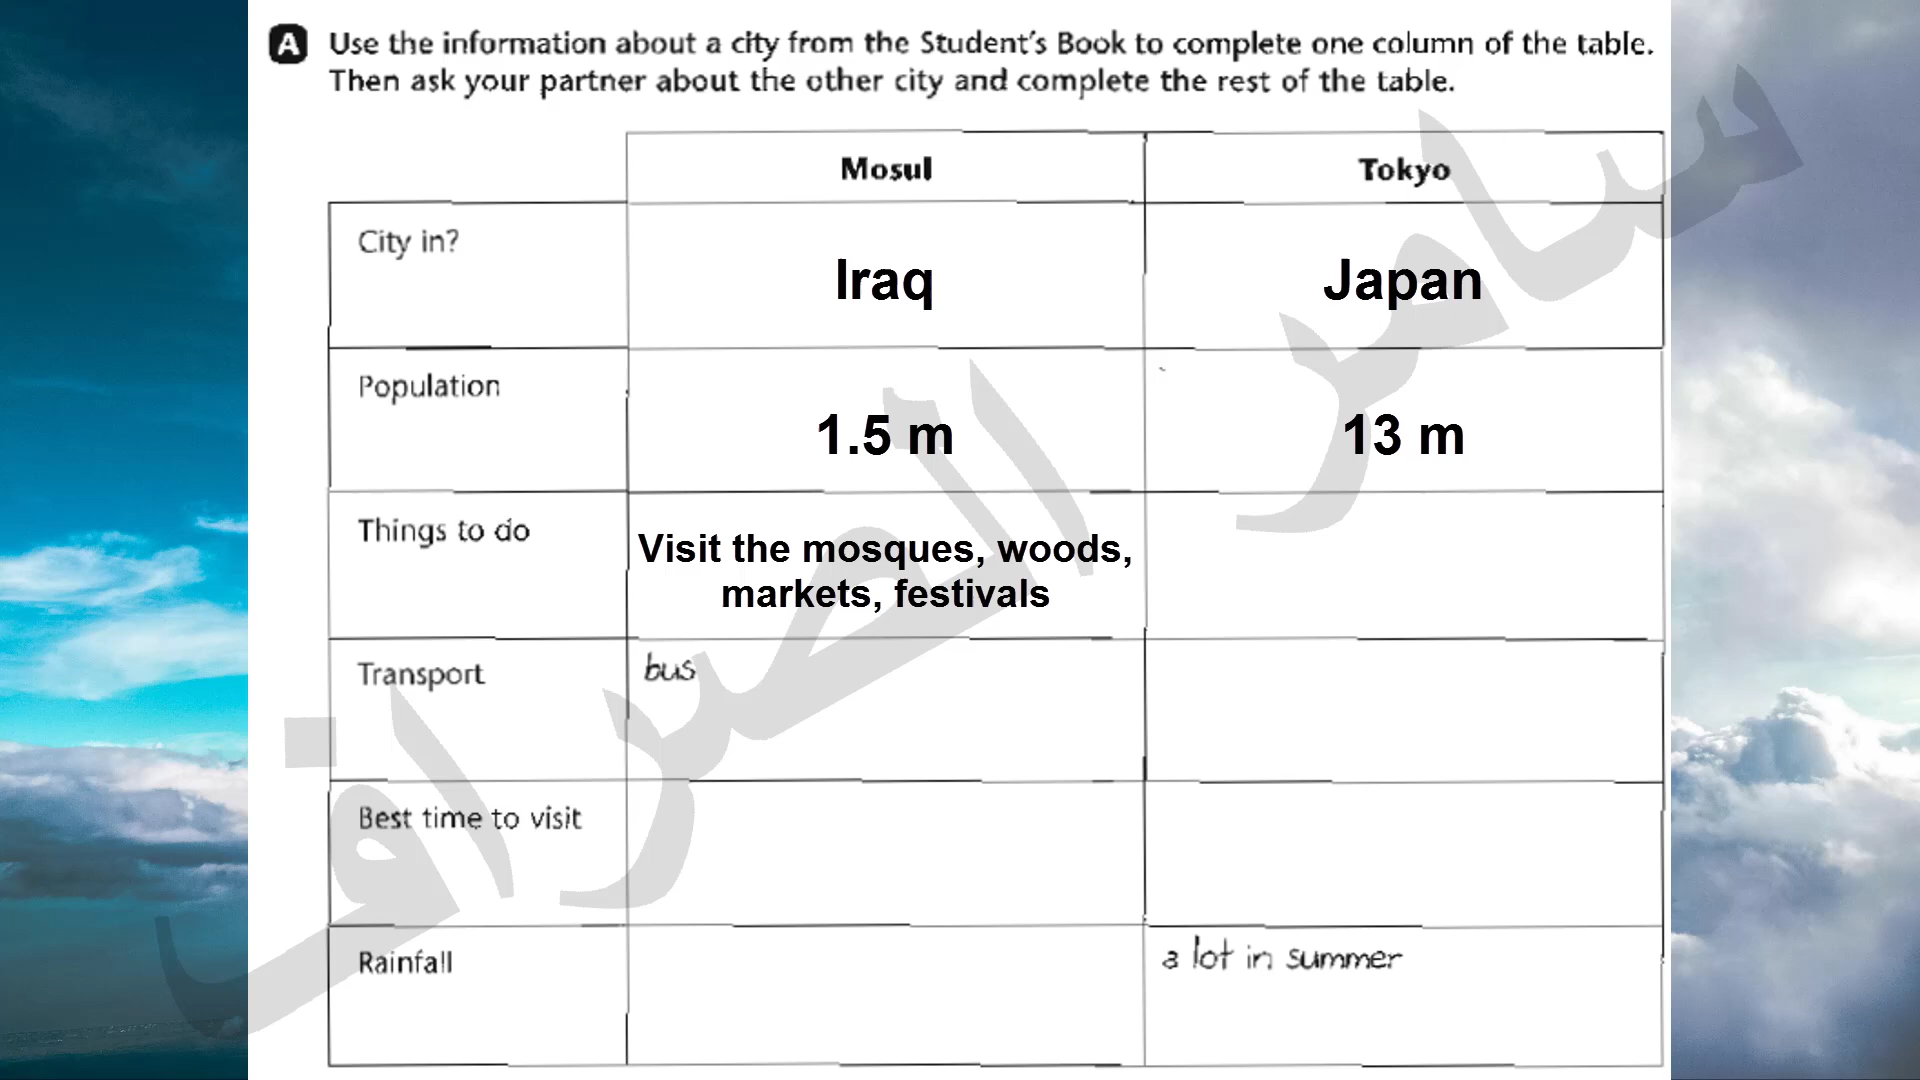 A Use the information about a city from the Student's Book to complete one column of the table.
Then ask your partner about the other city and complete the rest of the table.
Mosul Tokyo
City in? Iraq Japan
Population 1.5 m 13 m
Things to do Visit the mosques, woods,
markets, festivals
Transport bus
Best time to visit
Rainfall a lot in summer
سامر الصراف